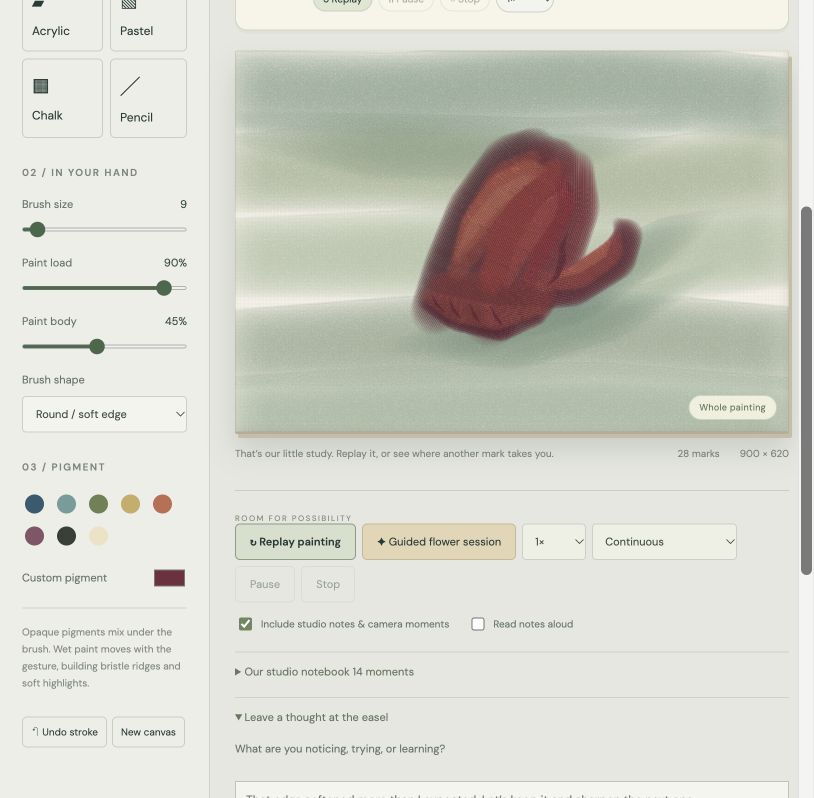 Replay Pause Stop 1×
Acrylic Pastel
Chalk Pencil
02 / IN YOUR HAND
Brush size 9
Paint load 90%
Paint body 45%
Brush shape
Round / soft edge
03 / PIGMENT
Custom pigment
Opaque pigments mix under the
brush. Wet paint moves with the
gesture, building bristle ridges and
soft highlights.
Undo stroke New canvas
Whole painting
That's our little study. Replay it, or see where another mark takes you. 28 marks 900 × 620
ROOM FOR POSSIBILITY
↻ Replay painting ✦ Guided flower session 1× Continuous
Pause Stop
Include studio notes & camera moments Read notes aloud
Our studio notebook 14 moments
Leave a thought at the easel
What are you noticing, trying, or learning?